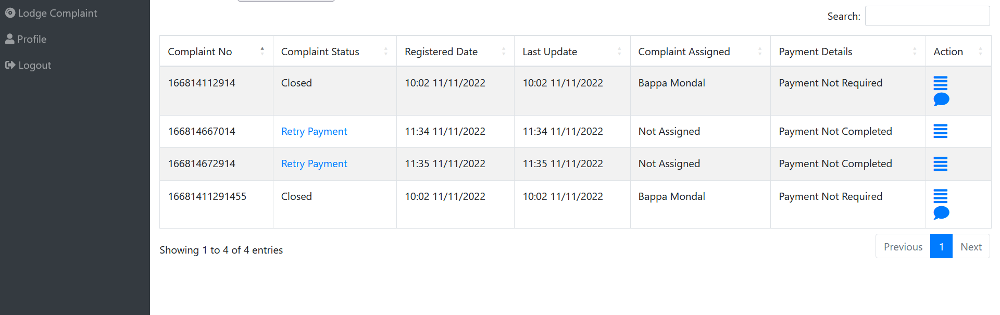 Lodge Complaint
Profile
Logout
Search:
Complaint No Complaint Status Registered Date Last Update Complaint Assigned Payment Details Action
166814112914 Closed 10:02 11/11/2022 10:02 11/11/2022 Bappa Mondal Payment Not Required
166814667014 Retry Payment 11:34 11/11/2022 11:34 11/11/2022 Not Assigned Payment Not Completed
166814672914 Retry Payment 11:35 11/11/2022 11:35 11/11/2022 Not Assigned Payment Not Completed
16681411291455 Closed 10:02 11/11/2022 10:02 11/11/2022 Bappa Mondal Payment Not Required
Showing 1 to 4 of 4 entries
Previous 1 Next